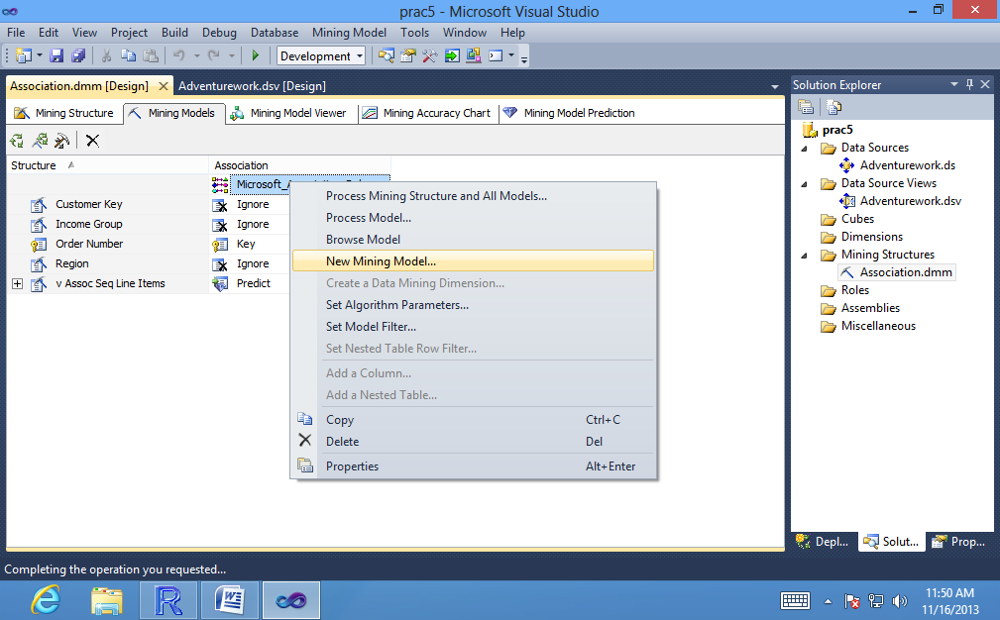 prac5 - Microsoft Visual Studio
File Edit View Project Build Debug Database Mining Model Tools Window Help
Development
Association.dmm [Design] Adventurework.dsv [Design]
Mining Structure Mining Models Mining Model Viewer Mining Accuracy Chart Mining Model Prediction
Structure Association
Microsoft_
Customer Key Ignore
Income Group Ignore
Order Number Key
Region Ignore
v Assoc Seq Line Items Predict
Process Mining Structure and All Models...
Process Model...
Browse Model
New Mining Model...
Create a Data Mining Dimension...
Set Algorithm Parameters...
Set Model Filter...
Set Nested Table Row Filter...
Add a Column...
Add a Nested Table...
Copy Ctrl+C
Delete Del
Properties Alt+Enter
Solution Explorer
prac5
Data Sources
Adventurework.ds
Data Source Views
Adventurework.dsv
Cubes
Dimensions
Mining Structures
Association.dmm
Roles
Assemblies
Miscellaneous
Depl... Solut... Prop...
Completing the operation you requested...
11:50 AM
11/16/2013